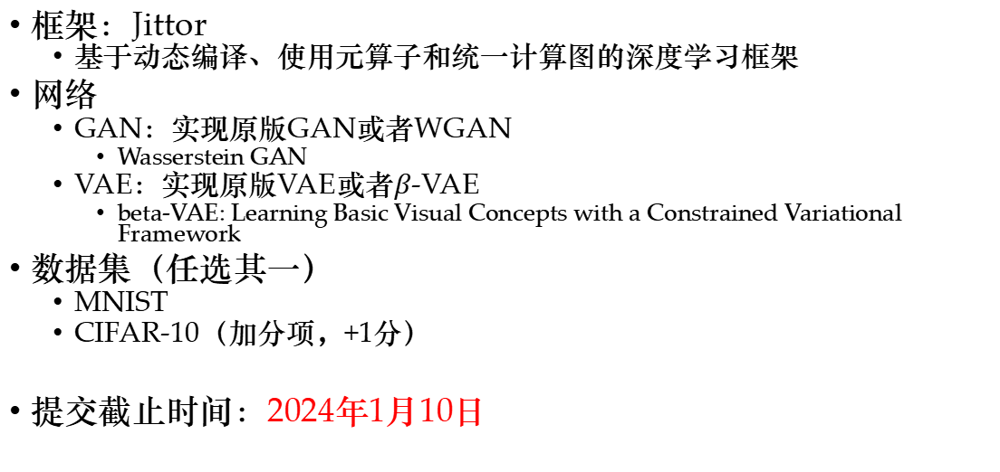 • 框架：Jittor
• 基于动态编译、使用元算子和统一计算图的深度学习框架
• 网络
• GAN：实现原版GAN或者WGAN
• Wasserstein GAN
• VAE：实现原版VAE或者β-VAE
• beta-VAE: Learning Basic Visual Concepts with a Constrained Variational
Framework
• 数据集（任选其一）
• MNIST
• CIFAR-10（加分项，+1分）
• 提交截止时间：2024年1月10日